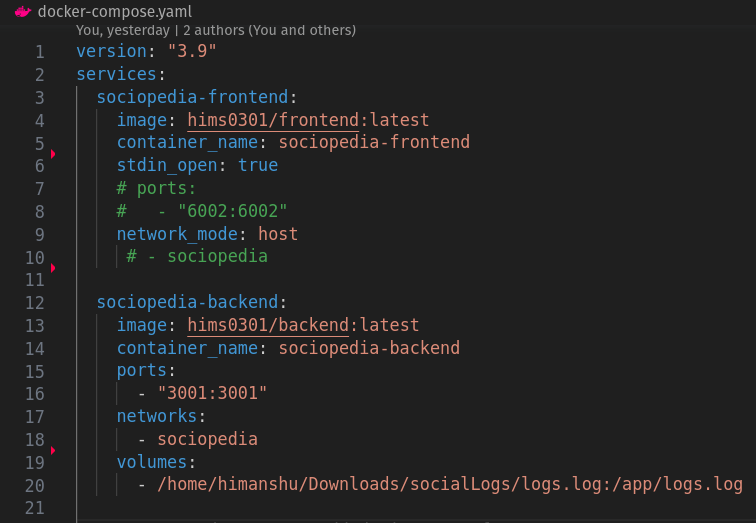 docker-compose.yaml
You, yesterday | 2 authors (You and others)
1 version: "3.9"
2 services:
3 sociopedia-frontend:
4 image: hims0301/frontend:latest
5 container_name: sociopedia-frontend
6 stdin_open: true
7 # ports:
8 #   - "6002:6002"
9 network_mode: host
10 # - sociopedia
11
12 sociopedia-backend:
13 image: hims0301/backend:latest
14 container_name: sociopedia-backend
15 ports:
16 - "3001:3001"
17 networks:
18 - sociopedia
19 volumes:
20 - /home/himanshu/Downloads/socialLogs/logs.log:/app/logs.log
21